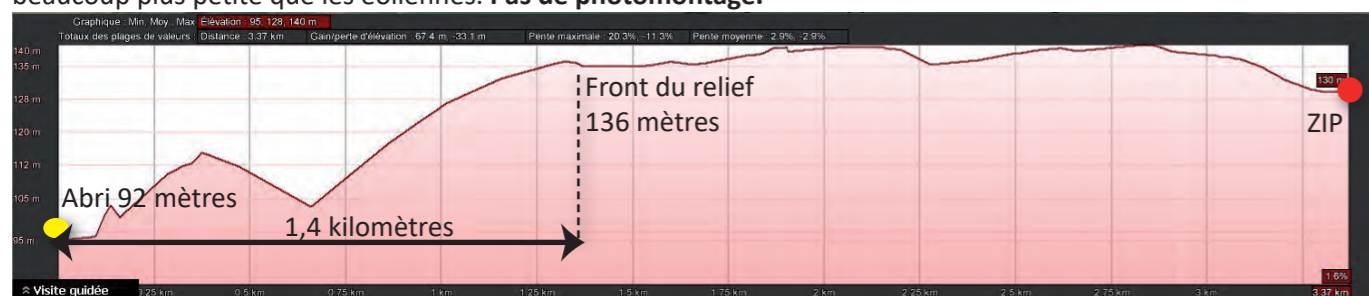 beaucoup plus petite que les éoliennes. Pas de photomontage.
Graphique : Min, Moy., Max Élévation : 95, 128, 140 m
Totaux des plages de valeurs : Distance : 3.37 km Gain/perte d'élévation : 67.4 m, -33.1 m Pente maximale : 20.3%, -11.3% Pente moyenne : 2.9%, -2.9%
140 m
135 m
128 m
120 m
112 m
105 m
95 m
130 m
Front du relief
136 mètres
ZIP
Abri 92 mètres
1,4 kilomètres
1.6%
Visite guidée 0.25 km 0.5 km 0.75 km 1 km 1.25 km 1.5 km 1.75 km 2 km 2.25 km 2.5 km 2.75 km 3 km 3.37 km